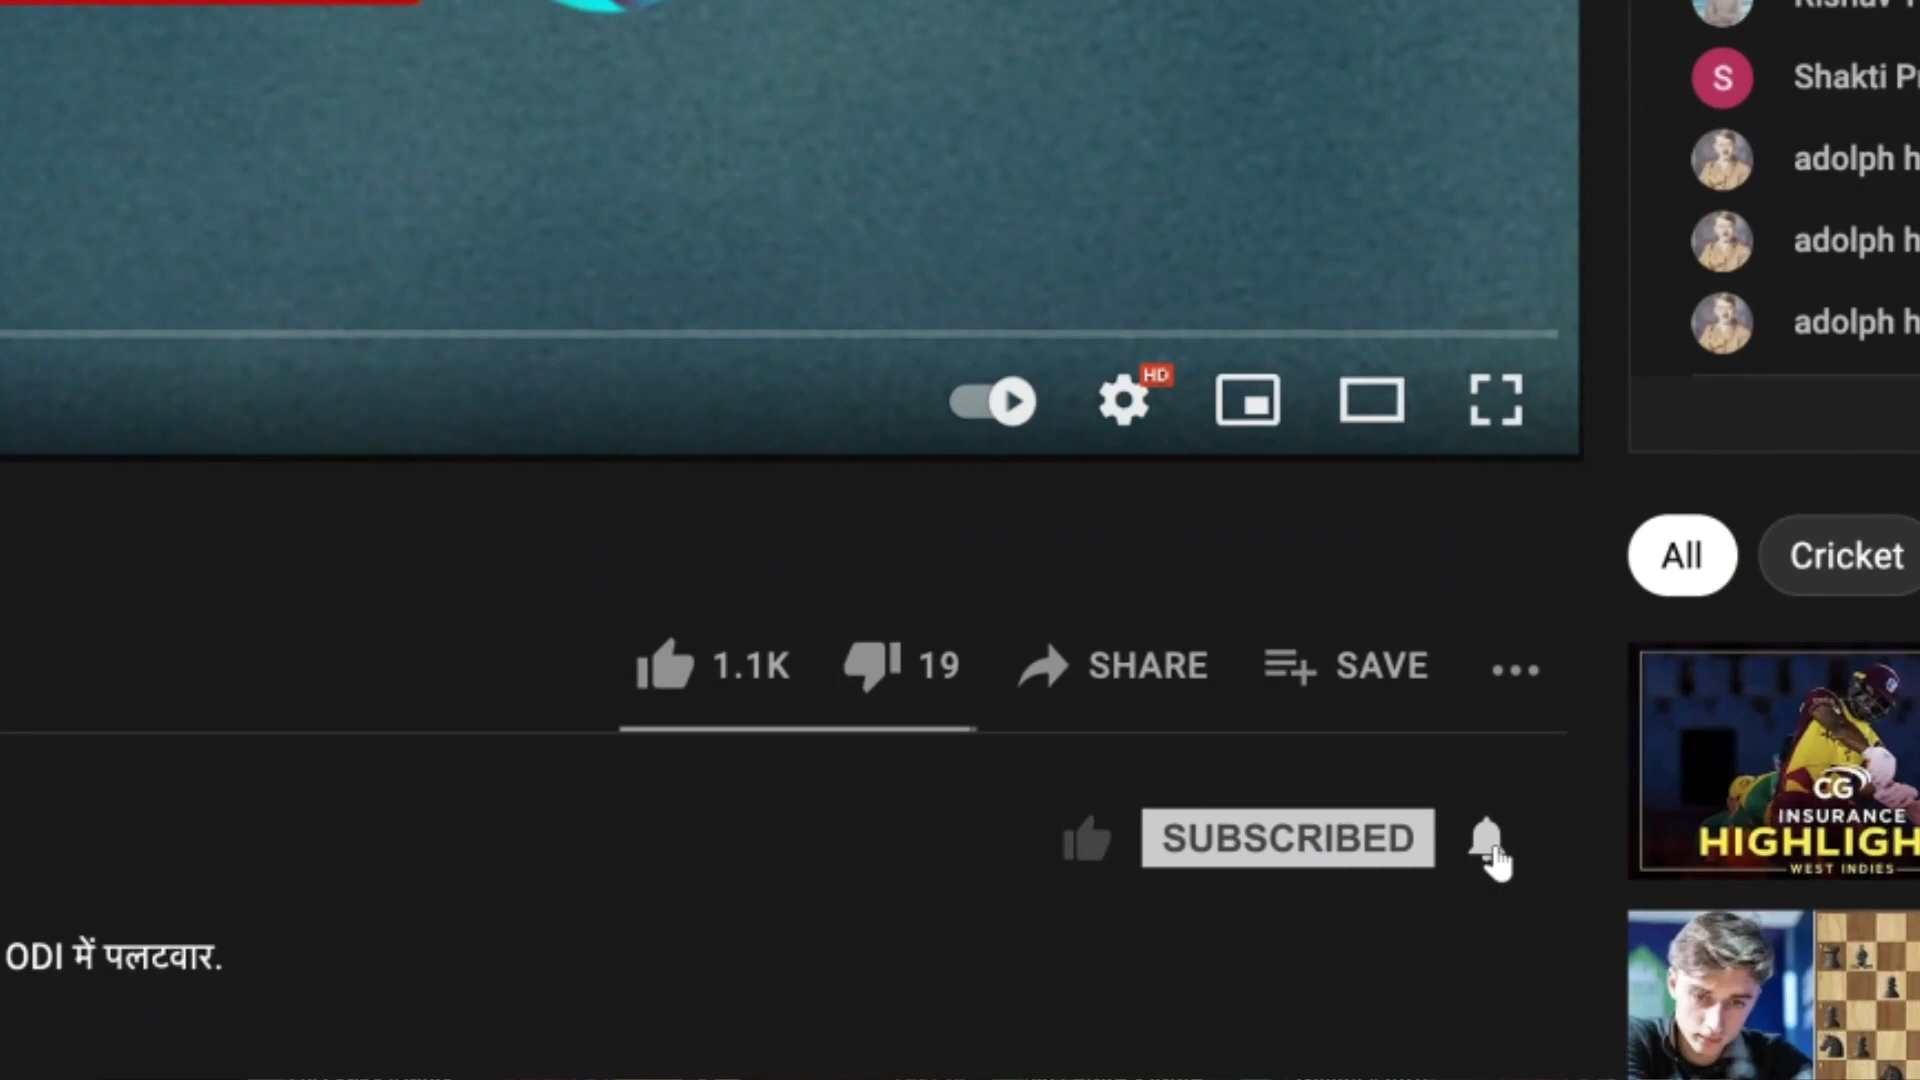 Shakti
adolph
adolph
adolph
HD
All
Cricket
1.1K
19
SHARE
SAVE
SUBSCRIBED
CG
INSURANCE
HIGHLIGH
WEST INDIES
ODI में पलटवार.